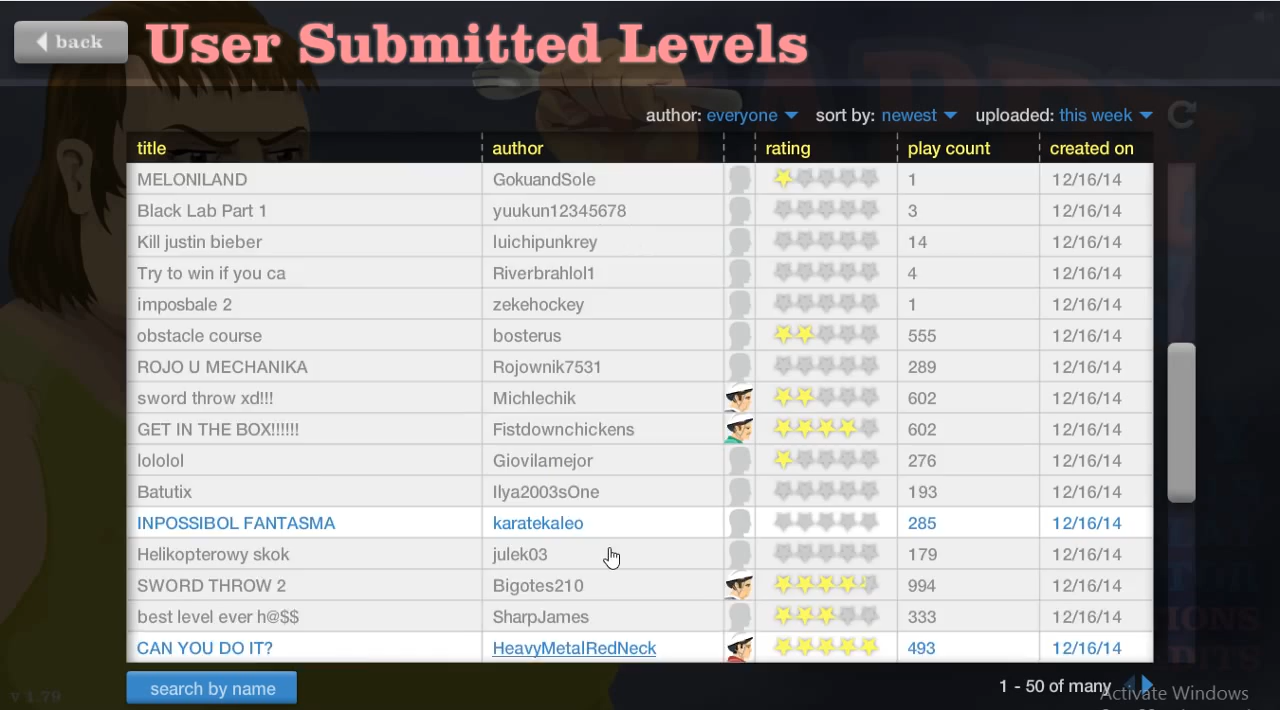 back
User Submitted Levels
author: everyone sort by: newest uploaded: this week
title author rating play count created on
MELONILAND GokuandSole 1 12/16/14
Black Lab Part 1 yuukun12345678 3 12/16/14
Kill justin bieber luichipunkrey 14 12/16/14
Try to win if you ca Riverbrahlol1 4 12/16/14
imposbale 2 zekehockey 1 12/16/14
obstacle course bosterus 555 12/16/14
ROJO U MECHANIKA Rojownik7531 289 12/16/14
sword throw xd!!! Michlechik 602 12/16/14
GET IN THE BOX!!!!!! Fistdownchickens 602 12/16/14
lololol Giovilamejor 276 12/16/14
Batutix Ilya2003sOne 193 12/16/14
INPOSSIBOL FANTASMA karatekaleo 285 12/16/14
Helikopterowy skok julek03 179 12/16/14
SWORD THROW 2 Bigotes210 994 12/16/14
best level ever h@$$ SharpJames 333 12/16/14
CAN YOU DO IT? HeavyMetalRedNeck 493 12/16/14
search by name
1 - 50 of many
Activate Windows
v 1.79